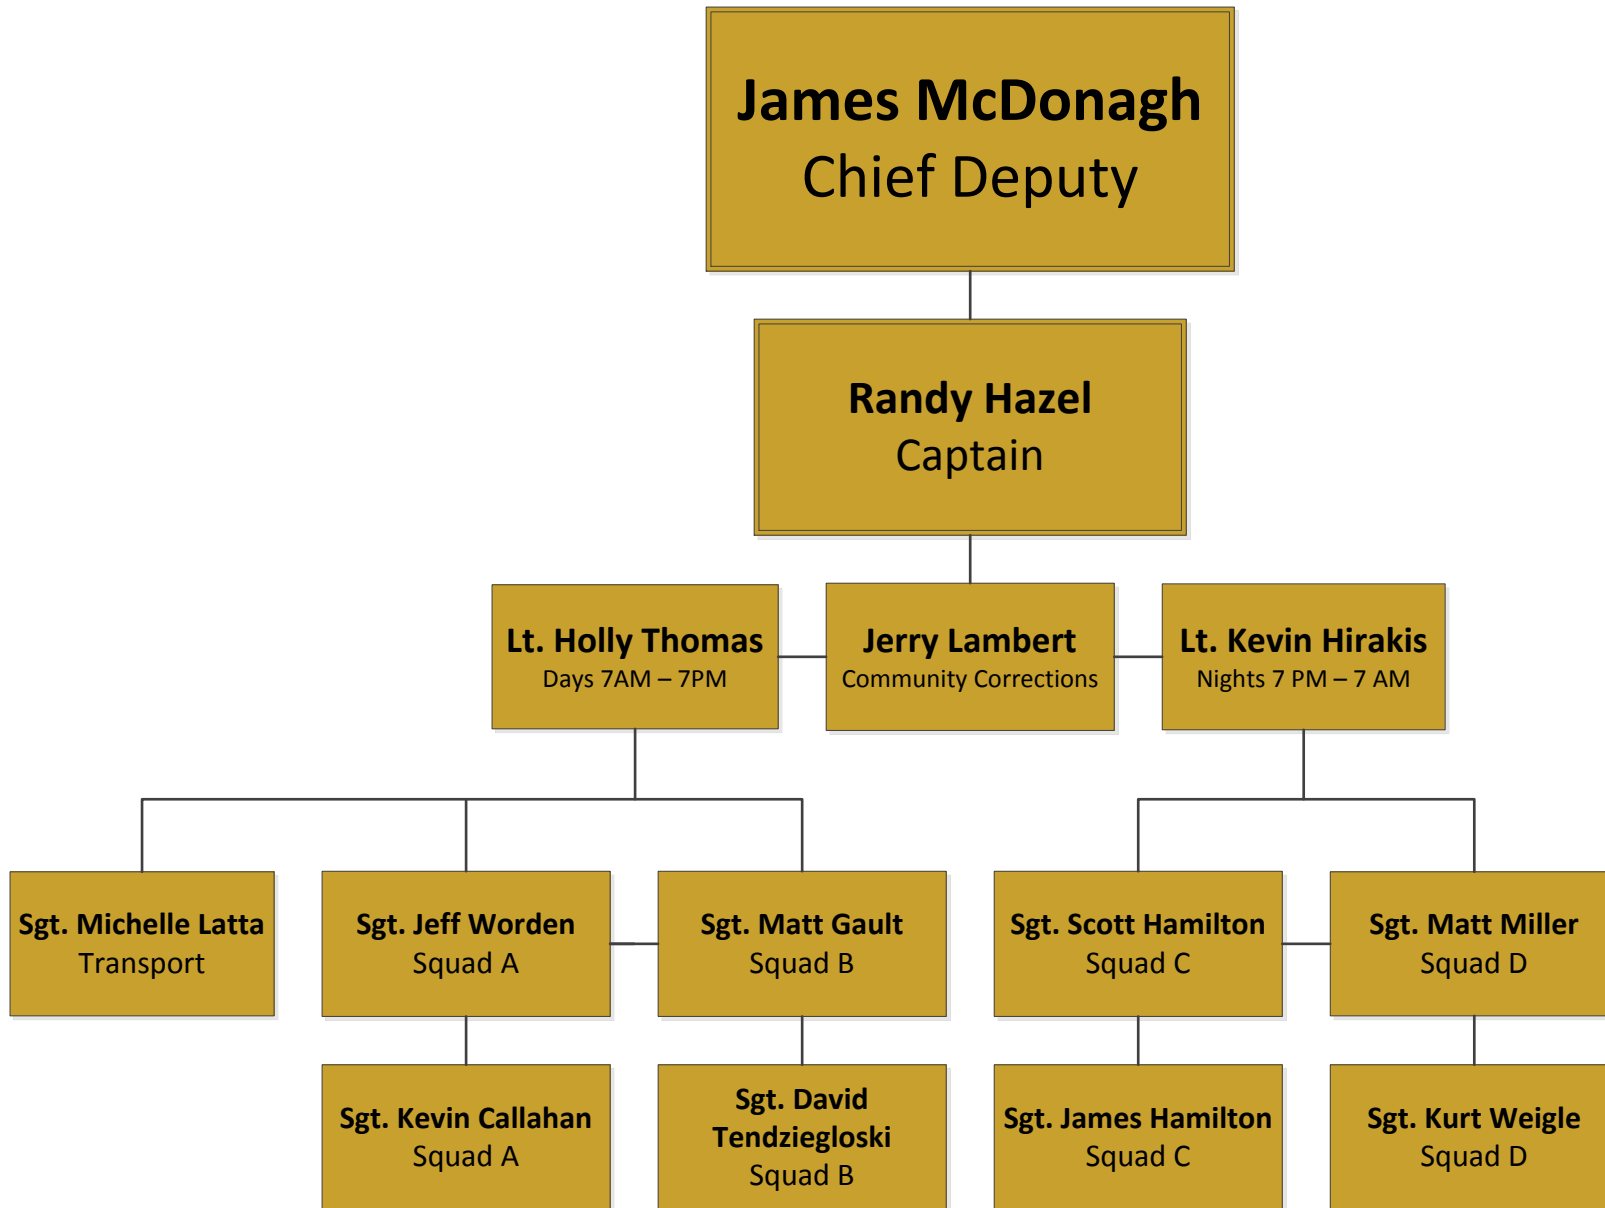 James McDonagh
Chief Deputy
Randy Hazel
Captain
Lt. Holly Thomas
Days 7AM – 7PM
Jerry Lambert
Community Corrections
Lt. Kevin Hirakis
Nights 7 PM – 7 AM
Sgt. Michelle Latta
Transport
Sgt. Jeff Worden
Squad A
Sgt. Matt Gault
Squad B
Sgt. Scott Hamilton
Squad C
Sgt. Matt Miller
Squad D
Sgt. Kevin Callahan
Squad A
Sgt. David
Tendziegloski
Squad B
Sgt. James Hamilton
Squad C
Sgt. Kurt Weigle
Squad D